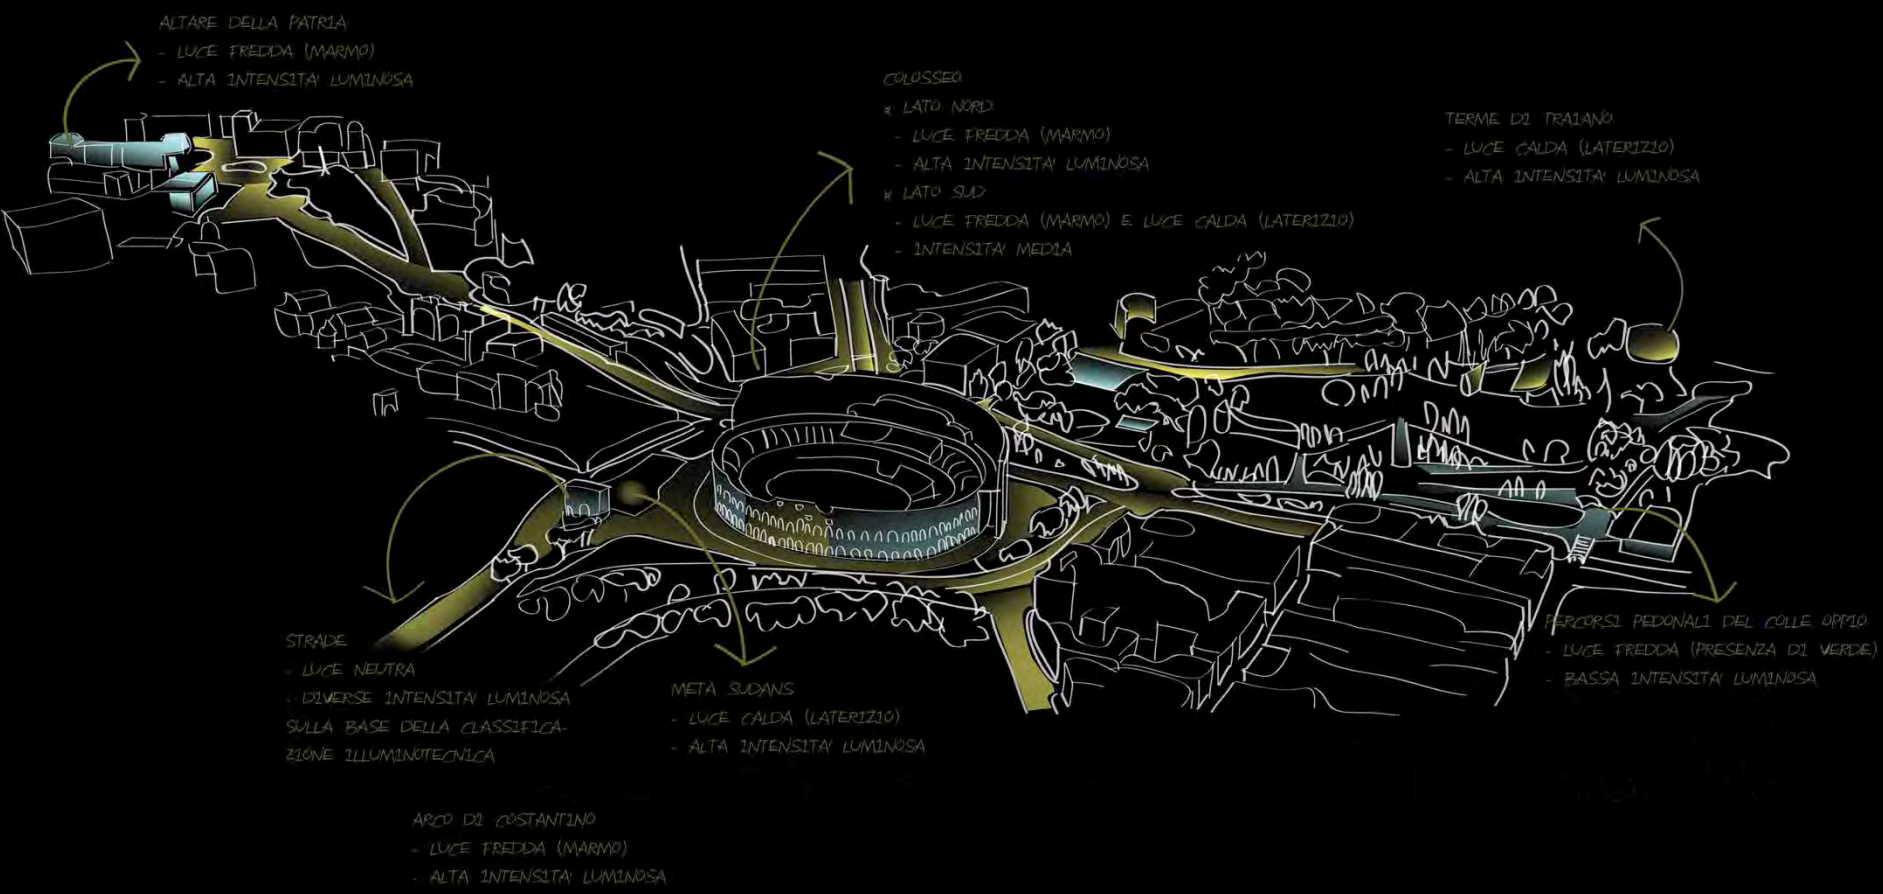 ALTARE DELLA PATRIA
- LUCE FREDDA (MARMO)
- ALTA INTENSITA' LUMINOSA
COLOSSEO
* LATO NORD:
- LUCE FREDDA (MARMO)
- ALTA INTENSITA' LUMINOSA
* LATO SUD:
- LUCE FREDDA (MARMO) E LUCE CALDA (LATERIZIO)
- INTENSITA' MEDIA
TERME DI TRAIANO
- LUCE CALDA (LATERIZIO)
- ALTA INTENSITA' LUMINOSA
STRADE
- LUCE NEUTRA
- DIVERSE INTENSITA' LUMINOSA
SULLA BASE DELLA CLASSIFICA-
ZIONE ILLUMINOTECNICA
META SUDANS
- LUCE CALDA (LATERIZIO)
- ALTA INTENSITA' LUMINOSA
PERCORSI PEDONALI DEL COLLE OPPIO
- LUCE FREDDA (PRESENZA DI VERDE)
- BASSA INTENSITA' LUMINOSA
ARCO DI COSTANTINO
- LUCE FREDDA (MARMO)
- ALTA INTENSITA' LUMINOSA